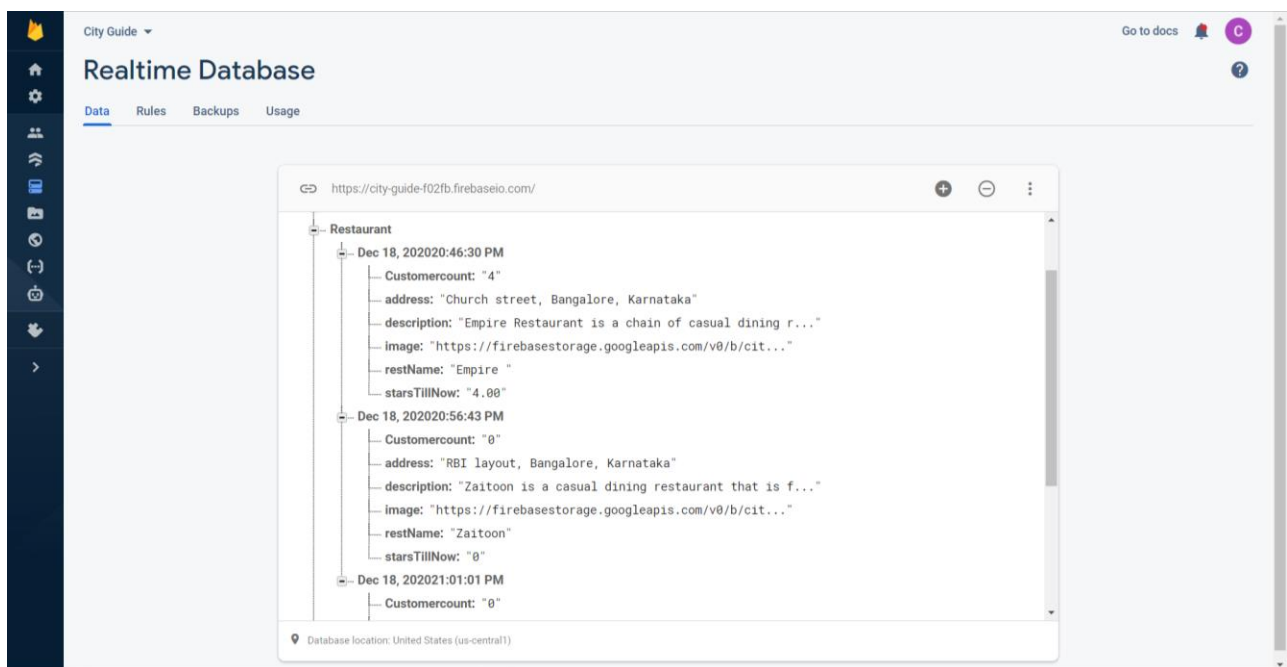 City Guide
Go to docs
C
Realtime Database
?
Data Rules Backups Usage
https://city-guide-f02fb.firebaseio.com/
Restaurant
Dec 18, 202020:46:30 PM
Customercount: "4"
address: "Church street, Bangalore, Karnataka"
description: "Empire Restaurant is a chain of casual dining r..."
image: "https://firebasestorage.googleapis.com/v0/b/cit..."
restName: "Empire "
starsTillNow: "4.00"
Dec 18, 202020:56:43 PM
Customercount: "0"
address: "RBI layout, Bangalore, Karnataka"
description: "Zaitoon is a casual dining restaurant that is f..."
image: "https://firebasestorage.googleapis.com/v0/b/cit..."
restName: "Zaitoon"
starsTillNow: "0"
Dec 18, 202021:01:01 PM
Customercount: "0"
Database location: United States (us-central1)